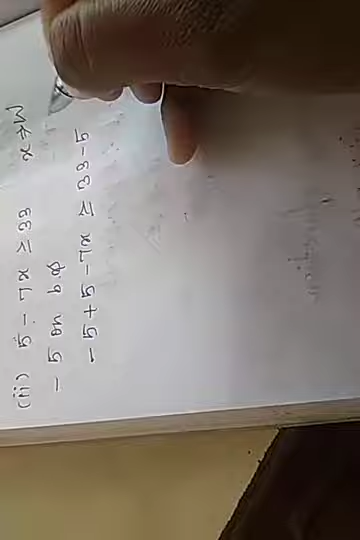 (ii) 5 - 7x ≥ 33
- 5 on b.s
- 5 + 5 - 7x ≥ 33 - 5